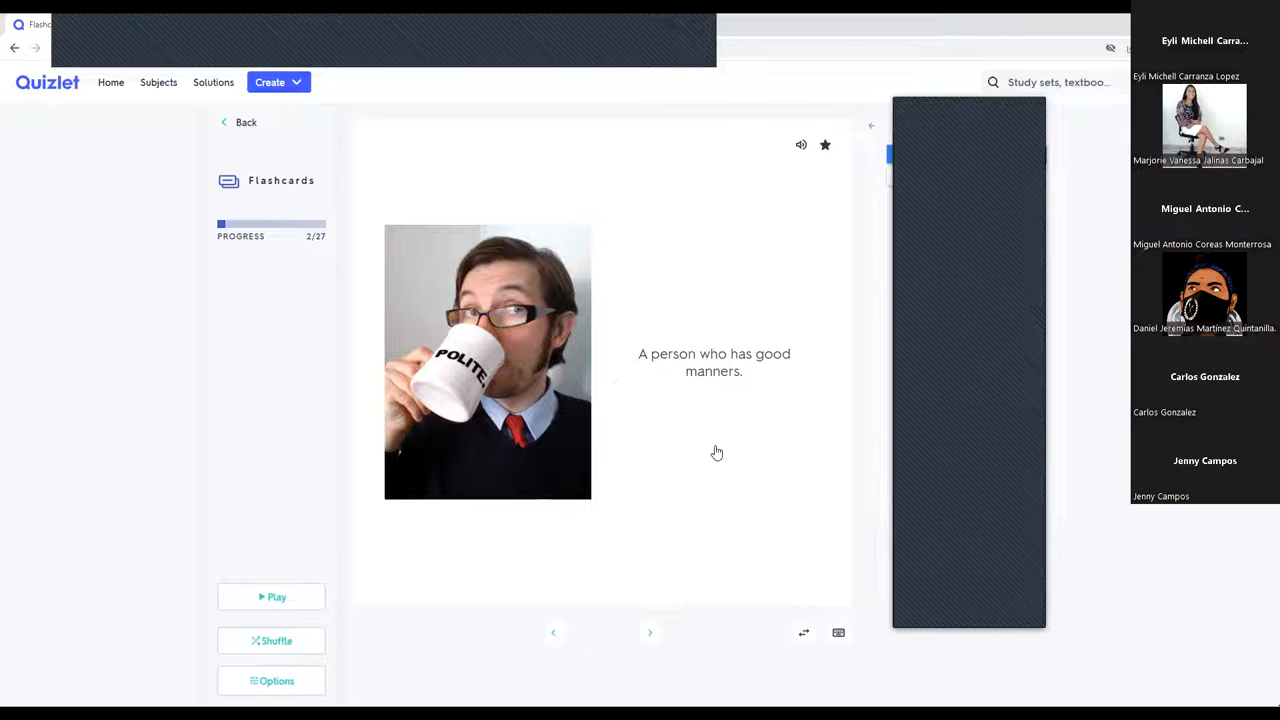 Flashc
Quizlet
Home
Subjects
Solutions
Create
Study sets, textboo...
Back
Flashcards
PROGRESS
2/27
POLITE.
A person who has good
manners.
Play
Shuffle
Options
Eyli Michell Carra...
Eyli Michell Carranza Lopez
Marjorie Vanessa Jalinas Carbajal
Miguel Antonio C...
Miguel Antonio Coreas Monterrosa
Daniel Jeremias Martínez Quintanilla.
Carlos Gonzalez
Carlos Gonzalez
Jenny Campos
Jenny Campos